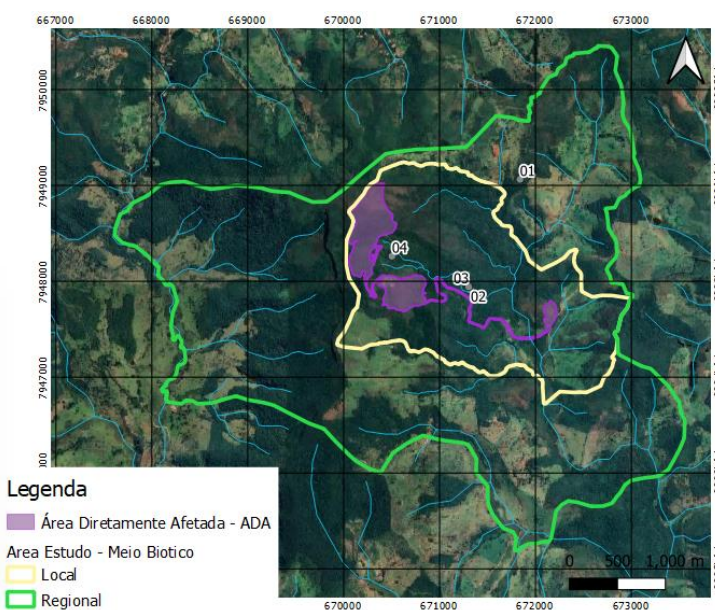 667000 668000 669000 670000 671000 672000 673000
7950000
7949000
7948000
7947000
01
04
03
02
Legenda
Área Diretamente Afetada - ADA
Area Estudo - Meio Biotico
Local
Regional
0 500 1,000 m
670000 671000 672000 673000